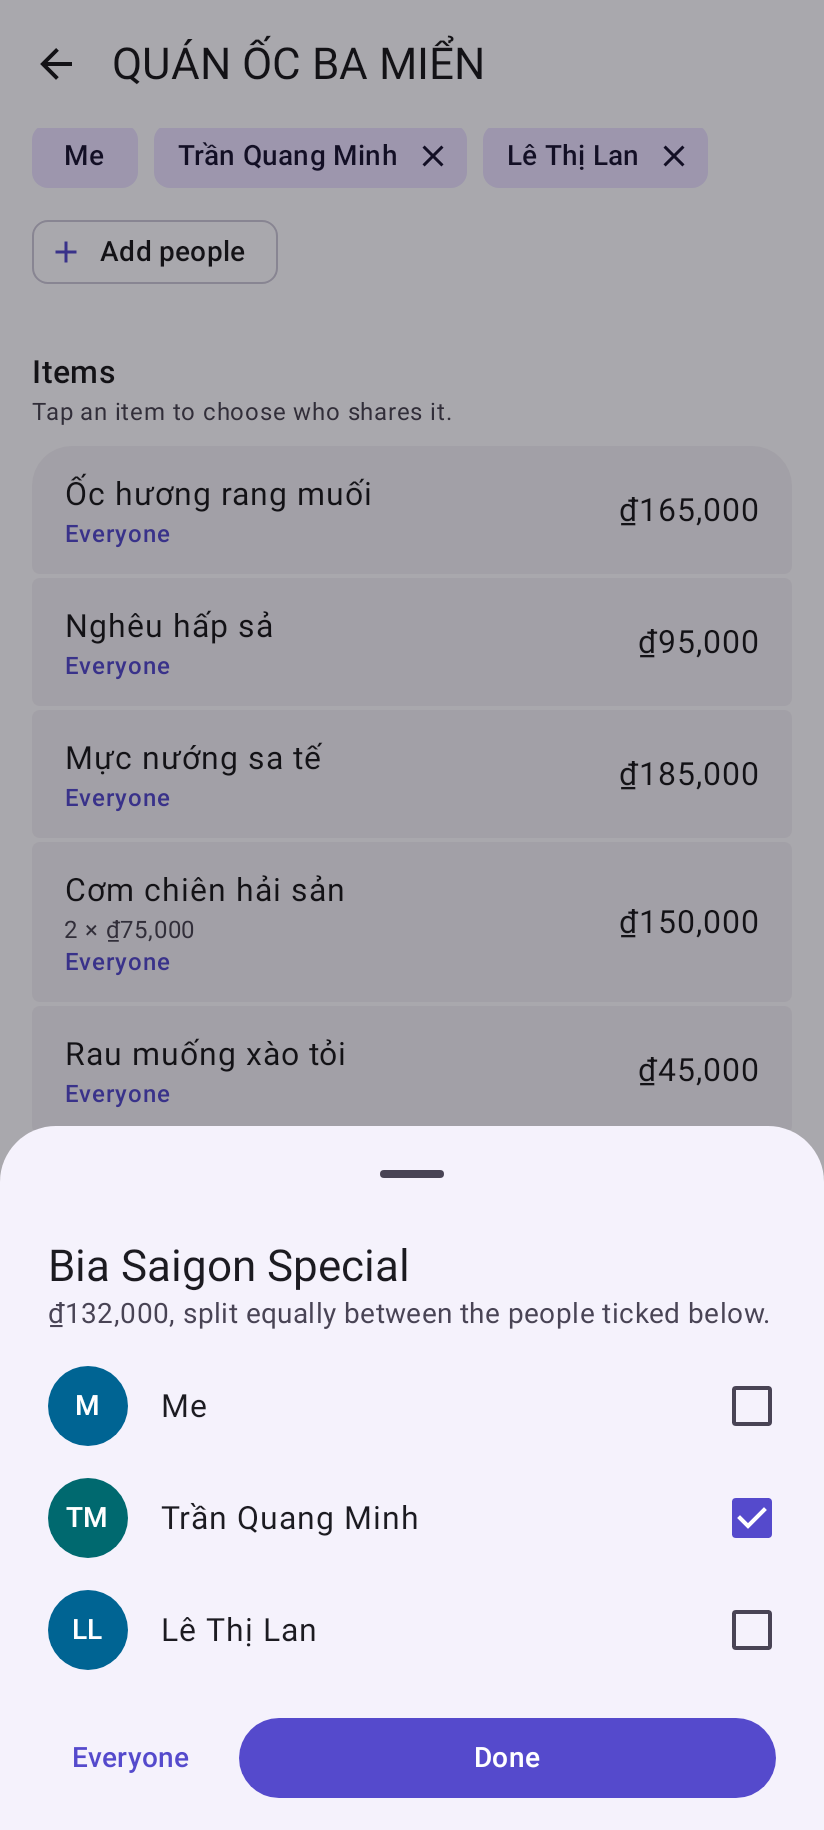 QUÁN ỐC BA MIỂN
Me
Trần Quang Minh
Lê Thị Lan
Add people
Items
Tap an item to choose who shares it.
Ốc hương rang muối
₫165,000
Everyone
Nghêu hấp sả
₫95,000
Everyone
Mực nướng sa tế
₫185,000
Everyone
Cơm chiên hải sản
2 × ₫75,000
₫150,000
Everyone
Rau muống xào tỏi
₫45,000
Everyone
Bia Saigon Special
₫132,000, split equally between the people ticked below.
M
Me
TM
Trần Quang Minh
LL
Lê Thị Lan
Everyone
Done